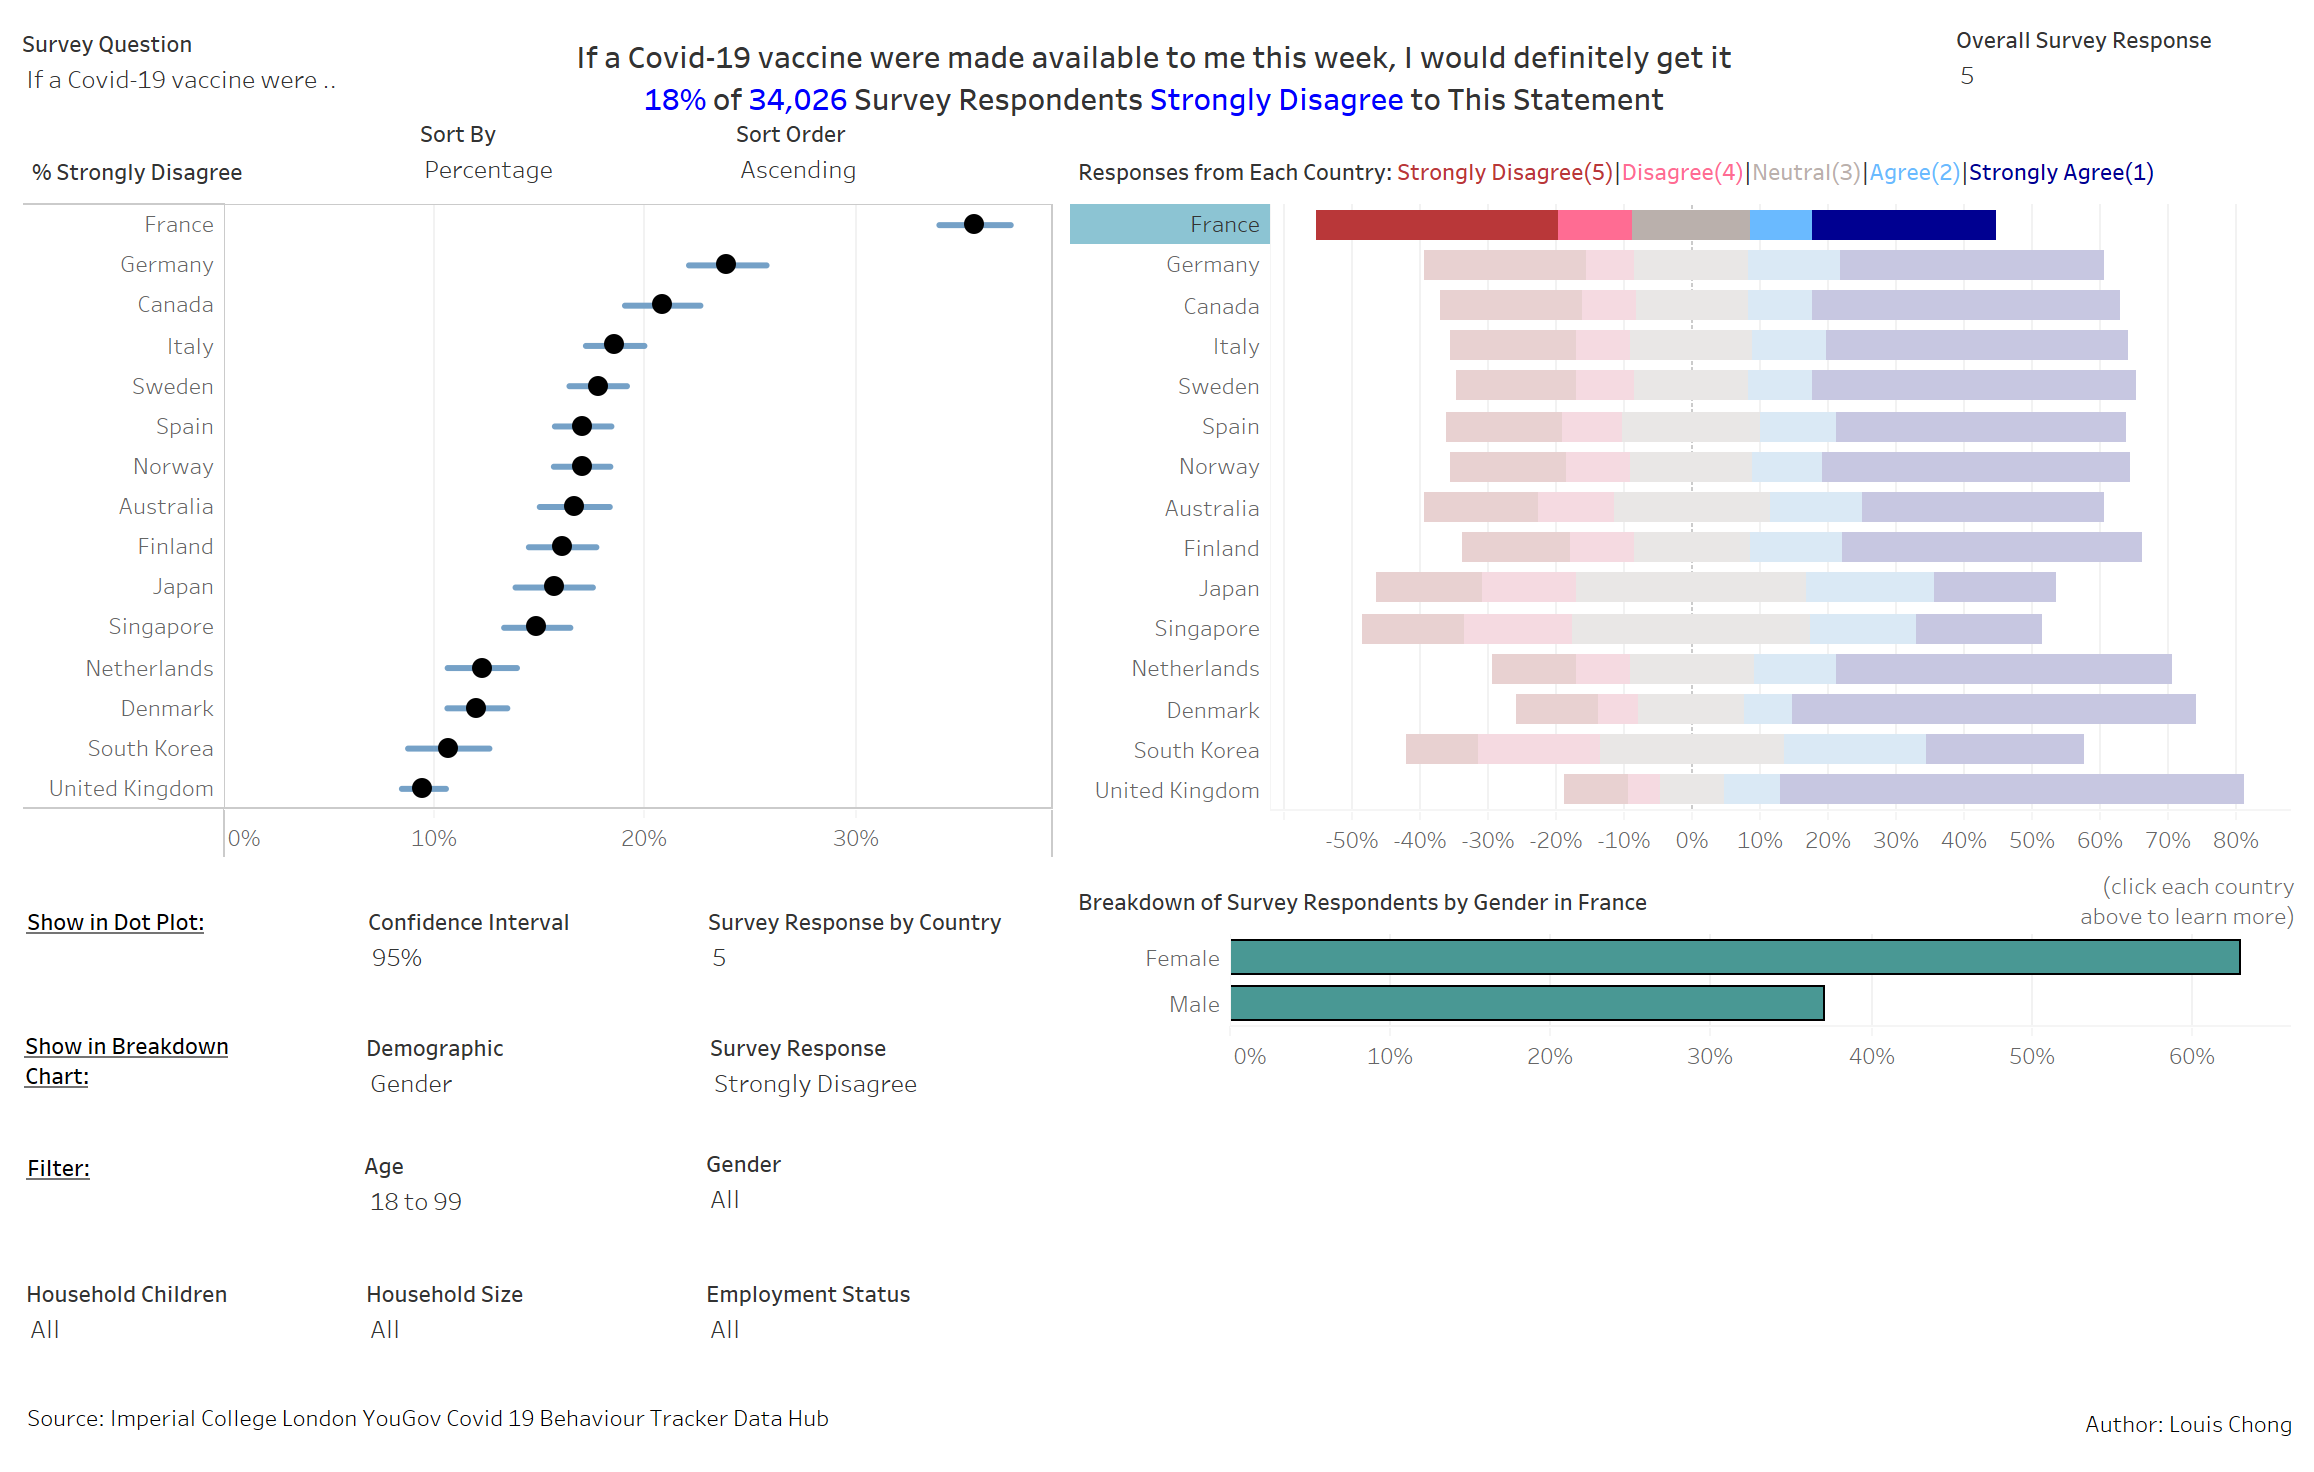 Survey Question
If a Covid-19 vaccine were ..
If a Covid-19 vaccine were made available to me this week, I would definitely get it
18% of 34,026 Survey Respondents Strongly Disagree to This Statement
Overall Survey Response
5
Sort By
Percentage
Sort Order
Ascending
% Strongly Disagree
France
Germany
Canada
Italy
Sweden
Spain
Norway
Australia
Finland
Japan
Singapore
Netherlands
Denmark
South Korea
United Kingdom
0% 10% 20% 30%
Responses from Each Country: Strongly Disagree(5)|Disagree(4)|Neutral(3)|Agree(2)|Strongly Agree(1)
France
Germany
Canada
Italy
Sweden
Spain
Norway
Australia
Finland
Japan
Singapore
Netherlands
Denmark
South Korea
United Kingdom
-50% -40% -30% -20% -10% 0% 10% 20% 30% 40% 50% 60% 70% 80%
(click each country
above to learn more)
Breakdown of Survey Respondents by Gender in France
Female
Male
0% 10% 20% 30% 40% 50% 60%
Show in Dot Plot:
Confidence Interval
95%
Survey Response by Country
5
Show in Breakdown
Chart:
Demographic
Gender
Survey Response
Strongly Disagree
Filter:
Age
18 to 99
Gender
All
Household Children
All
Household Size
All
Employment Status
All
Source: Imperial College London YouGov Covid 19 Behaviour Tracker Data Hub
Author: Louis Chong